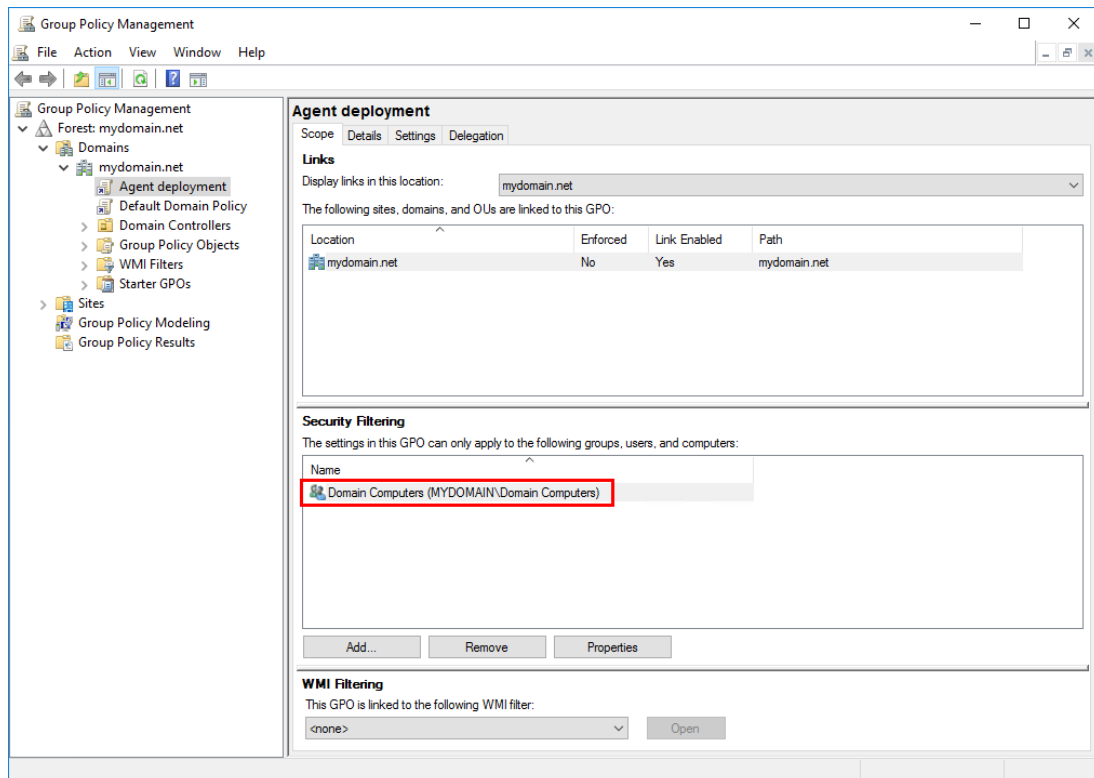 Group Policy Management
File Action View Window Help
Group Policy Management
Forest: mydomain.net
Domains
mydomain.net
Agent deployment
Default Domain Policy
Domain Controllers
Group Policy Objects
WMI Filters
Starter GPOs
Sites
Group Policy Modeling
Group Policy Results
Agent deployment
Scope Details Settings Delegation
Links
Display links in this location: mydomain.net
The following sites, domains, and OUs are linked to this GPO:
Location Enforced Link Enabled Path
mydomain.net No Yes mydomain.net
Security Filtering
The settings in this GPO can only apply to the following groups, users, and computers:
Name
Domain Computers (MYDOMAIN\Domain Computers)
Add... Remove Properties
WMI Filtering
This GPO is linked to the following WMI filter:
<none> Open